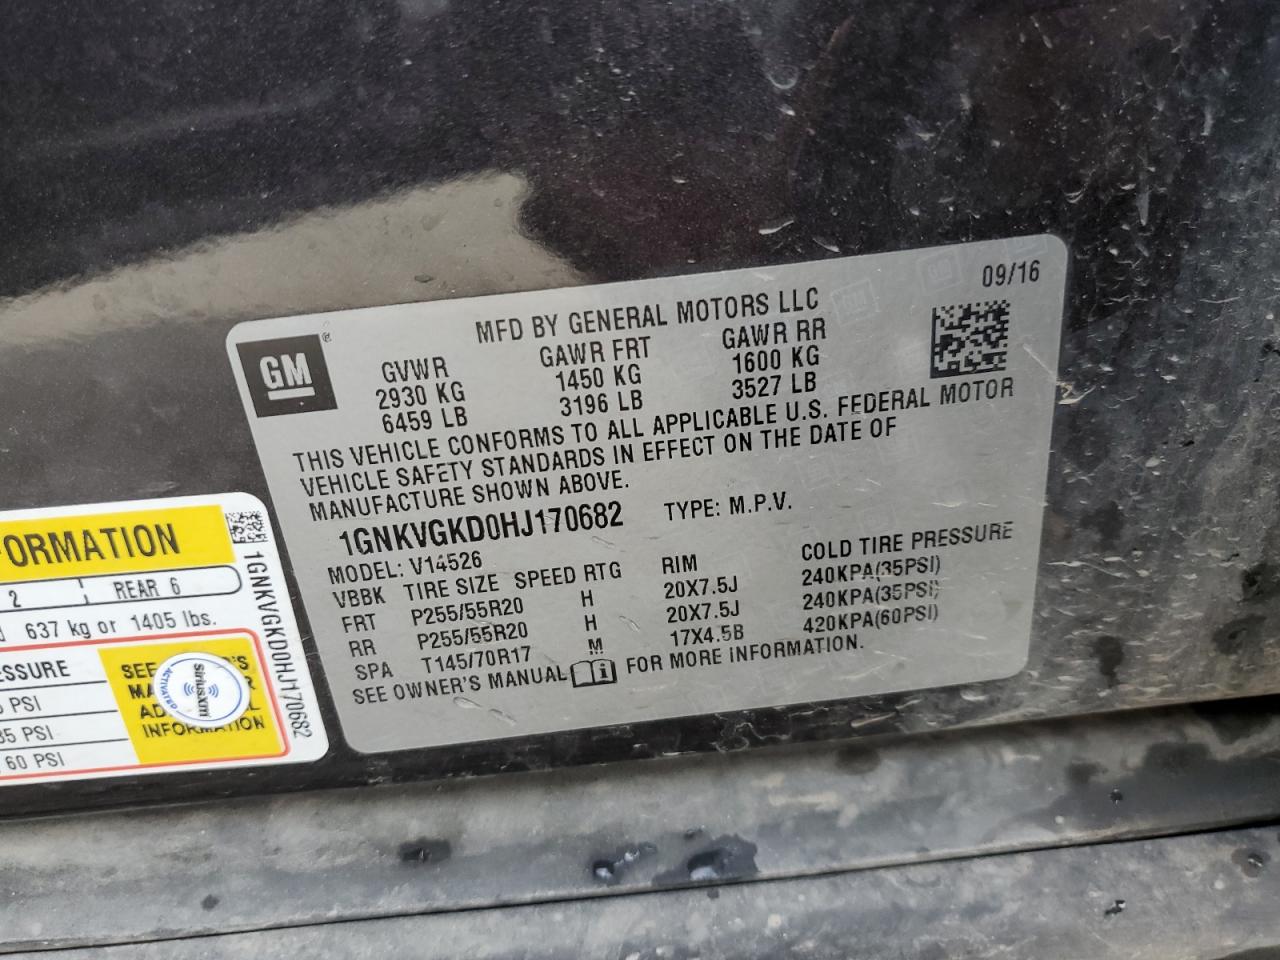 09/16
GM
®
MFD BY GENERAL MOTORS LLC
GVWR GAWR FRT GAWR RR
2930 KG 1450 KG 1600 KG
6459 LB 3196 LB 3527 LB
THIS VEHICLE CONFORMS TO ALL APPLICABLE U.S. FEDERAL MOTOR
VEHICLE SAFETY STANDARDS IN EFFECT ON THE DATE OF
MANUFACTURE SHOWN ABOVE.
1GNKVGKD0HJ170682 TYPE: M.P.V.
MODEL: V14526
VBBK TIRE SIZE SPEED RTG RIM COLD TIRE PRESSURE
FRT P255/55R20 H 20X7.5J 240KPA(35PSI)
RR P255/55R20 H 20X7.5J 240KPA(35PSI)
SPA T145/70R17 M 17X4.5B 420KPA(60PSI)
SEE OWNER'S MANUAL i FOR MORE INFORMATION.
ORMATION
2 REAR 6
637 kg or 1405 lbs.
SSURE
PSI
35 PSI
60 PSI
SEE
INFORMATION
SiriusXM
ACTIVATED
1GNKVGKD0HJ170682